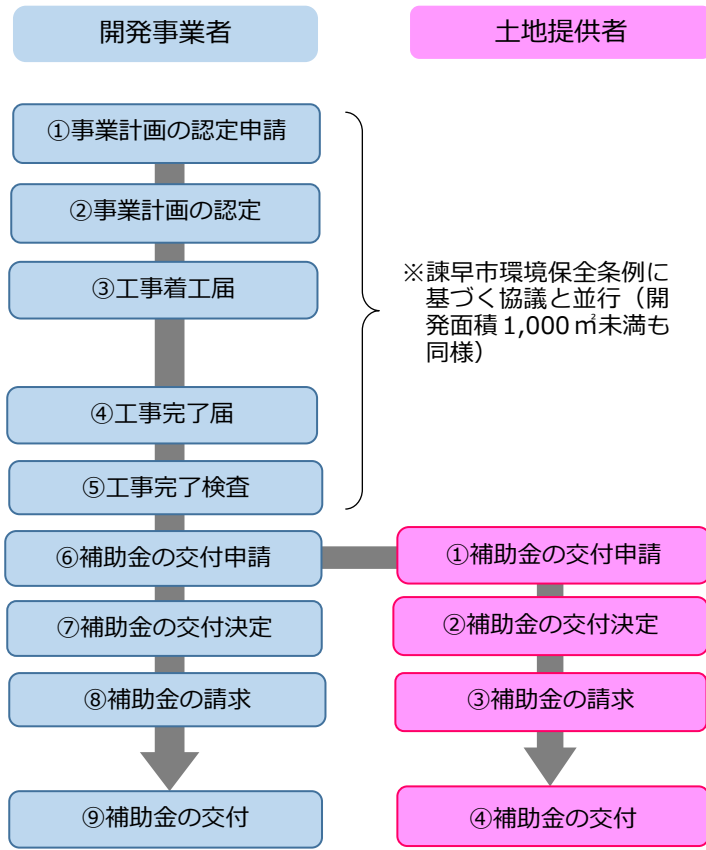 開発事業者
土地提供者
①事業計画の認定申請
②事業計画の認定
③工事着工届
※諫早市環境保全条例に
基づく協議と並行（開
発面積1,000㎡未満も
同様）
④工事完了届
⑤工事完了検査
⑥補助金の交付申請
①補助金の交付申請
⑦補助金の交付決定
②補助金の交付決定
⑧補助金の請求
③補助金の請求
⑨補助金の交付
④補助金の交付